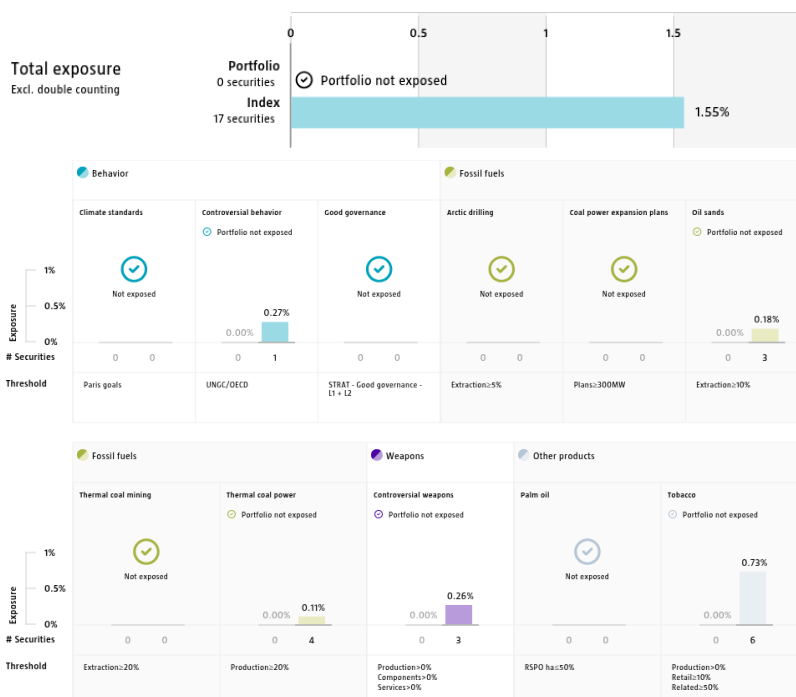 0 0.5 1 1.5
Total exposure
Excl. double counting
Portfolio
0 securities
Portfolio not exposed
Index
17 securities
1.55%
Behavior
Fossil fuels
Climate standards
Controversial behavior
Good governance
Arctic drilling
Coal power expansion plans
Oil sands
Portfolio not exposed
Portfolio not exposed
Exposure
1%
0.5%
0%
Not exposed
0.00%
0.27%
Not exposed
Not exposed
Not exposed
0.00%
0.18%
# Securities
0 0
0 1
0 0
0 0
0 0
0 3
Threshold
Paris goals
UNGC/OECD
STRAT - Good governance -
L1 + L2
Extraction≥5%
Plans≥300MW
Extraction≥10%
Fossil fuels
Weapons
Other products
Thermal coal mining
Thermal coal power
Controversial weapons
Palm oil
Tobacco
Portfolio not exposed
Portfolio not exposed
Portfolio not exposed
Exposure
1%
0.5%
0%
Not exposed
0.00%
0.11%
0.00%
0.26%
Not exposed
0.00%
0.73%
# Securities
0 0
0 4
0 3
0 0
0 6
Threshold
Extraction≥20%
Production≥20%
Production>0%
Components>0%
Services>0%
RSPO ha≤50%
Production>0%
Retail≥10%
Related≥50%